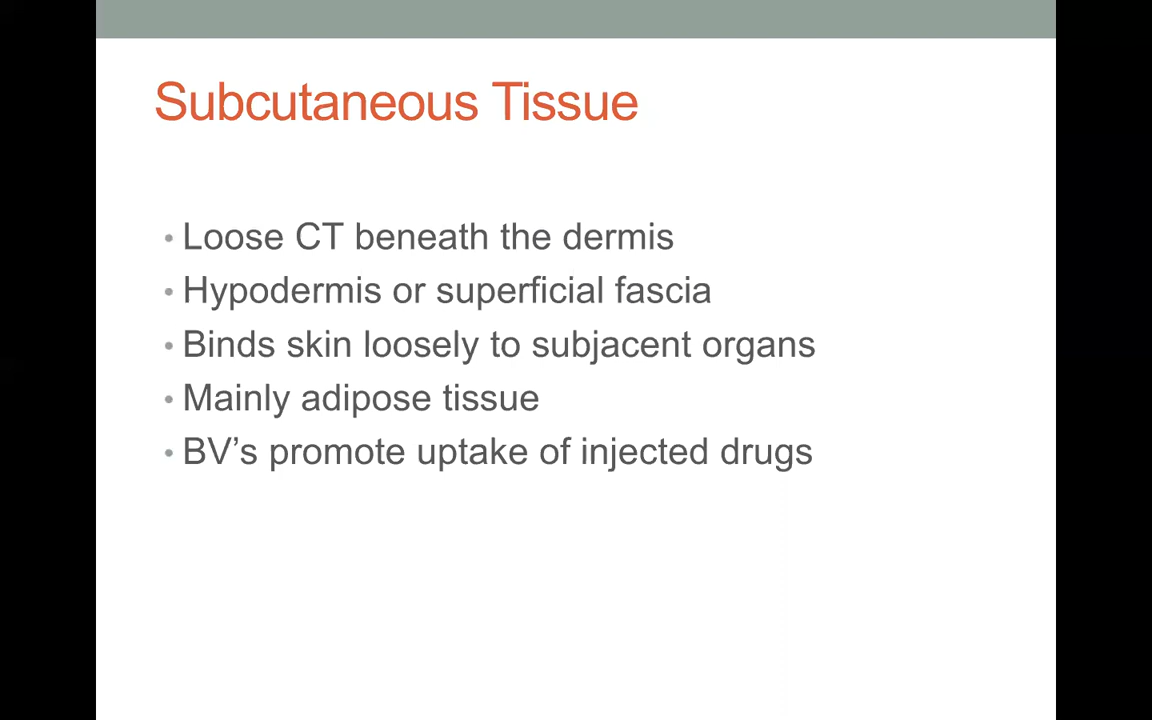 Subcutaneous Tissue
• Loose CT beneath the dermis
• Hypodermis or superficial fascia
• Binds skin loosely to subjacent organs
• Mainly adipose tissue
• BV’s promote uptake of injected drugs